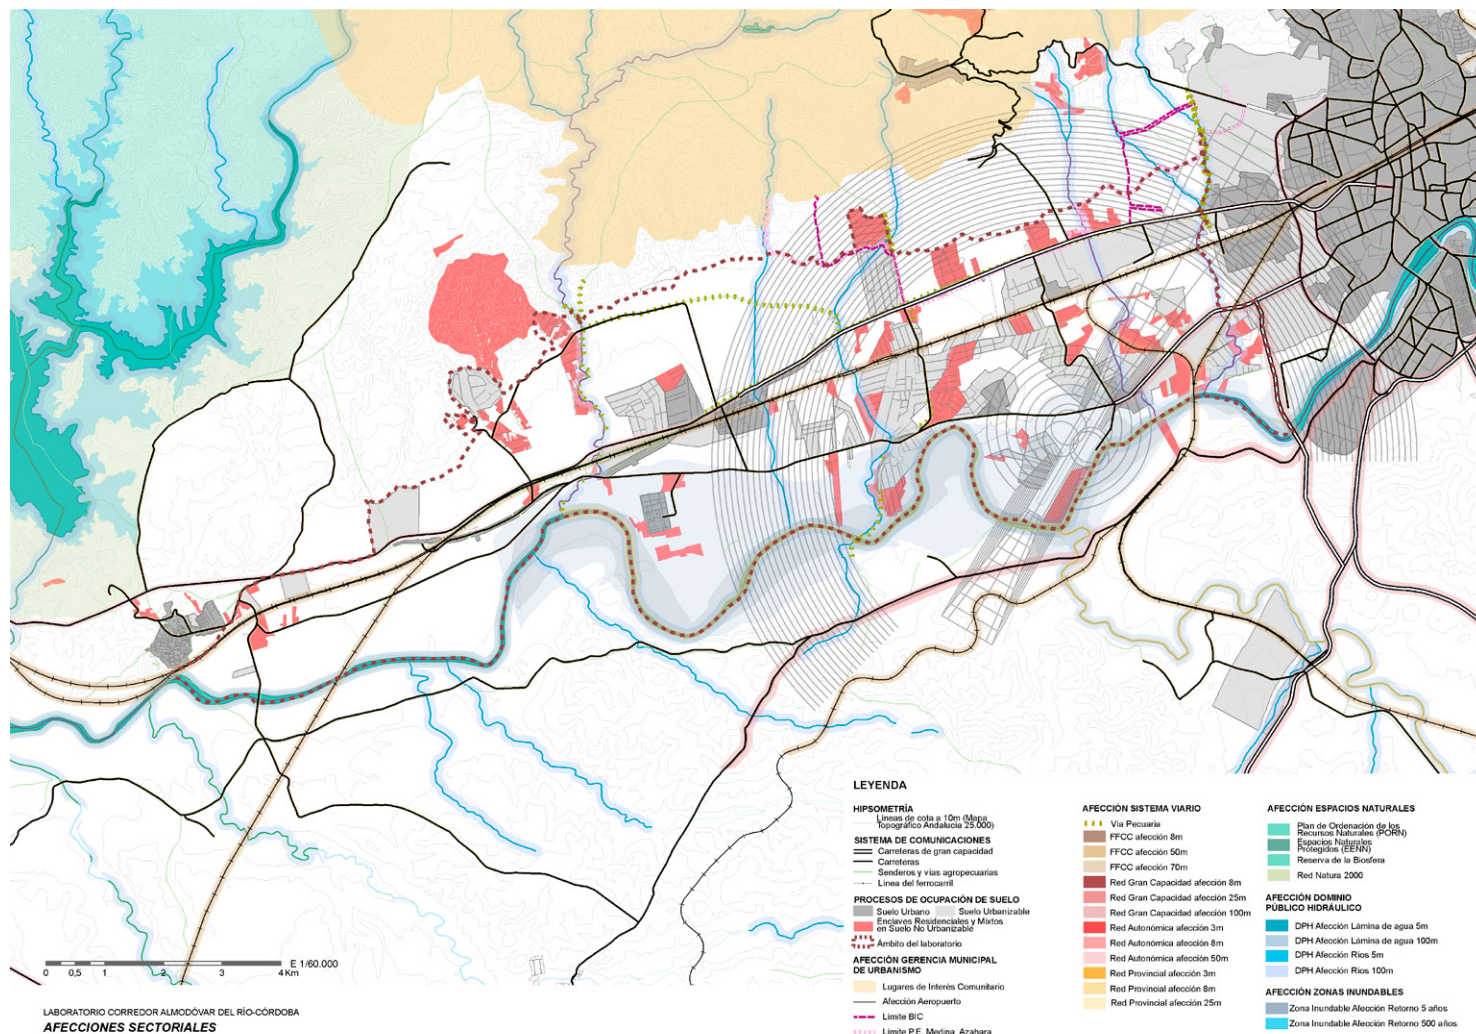 LEYENDA
HIPSOMETRÍA
Líneas de cota a 10m (Mapa
Topográfico Andalucía 25.000)
SISTEMA DE COMUNICACIONES
Carreteras de gran capacidad
Carreteras
Senderos y vías agropecuarias
Línea del ferrocarril
PROCESOS DE OCUPACIÓN DE SUELO
Suelo Urbano
Suelo Urbanizable
Enclaves Residenciales y Mixtos
en Suelo No Urbanizable
Ámbito del laboratorio
AFECCIÓN GERENCIA MUNICIPAL
DE URBANISMO
Lugares de Interés Comunitario
Afección Aeropuerto
Límite BIC
Límite P.E. Medina Azahara
AFECCIÓN SISTEMA VIARIO
Vía Pecuaria
FFCC afección 8m
FFCC afección 50m
FFCC afección 70m
Red Gran Capacidad afección 8m
Red Gran Capacidad afección 25m
Red Gran Capacidad afección 100m
Red Autonómica afección 3m
Red Autonómica afección 8m
Red Autonómica afección 50m
Red Provincial afección 3m
Red Provincial afección 8m
Red Provincial afección 25m
AFECCIÓN ESPACIOS NATURALES
Plan de Ordenación de los
Recursos Naturales (PORN)
Espacios Naturales
Prótegidos (EENN)
Reserva de la Biosfera
Red Natura 2000
AFECCIÓN DOMINIO
PÚBLICO HIDRÁULICO
DPH Afección Lámina de agua 5m
DPH Afección Lámina de agua 100m
DPH Afección Ríos 5m
DPH Afección Ríos 100m
AFECCIÓN ZONAS INUNDABLES
Zona Inundable Afección Retorno 5 años
Zona Inundable Afección Retorno 500 años
E 1/60.000
0 0,5 1 2 3 4 Km
LABORATORIO CORREDOR ALMODÓVAR DEL RÍO-CÓRDOBA
AFECCIONES SECTORIALES